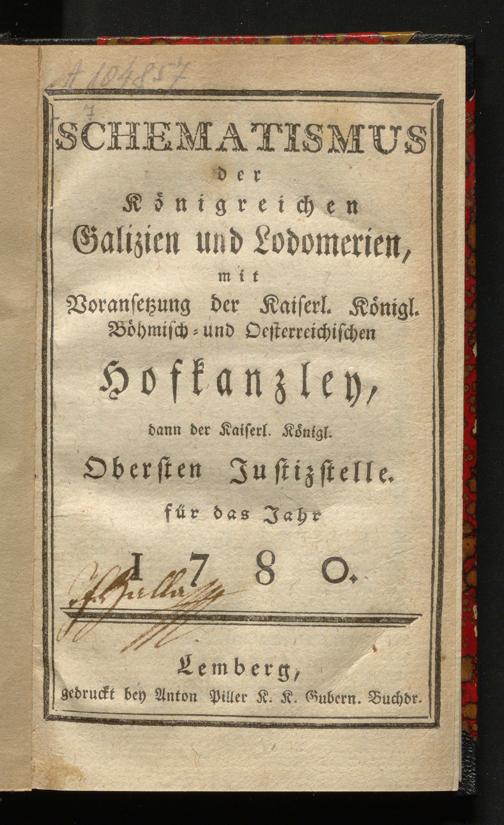 A 104857
7
SCHEMATISMUS
der
Königreichen
Galizien und Lodomerien,
mit
Voransetzung der Kaiserl. Königl.
Böhmisch-und Oesterreichischen
Hofkanzley,
dann der Kaiserl. Königl.
Obersten Justizstelle.
für das Jahr
1780.
Lemberg,
gedruckt bey Anton Piller K. K. Gubern. Buchdr.